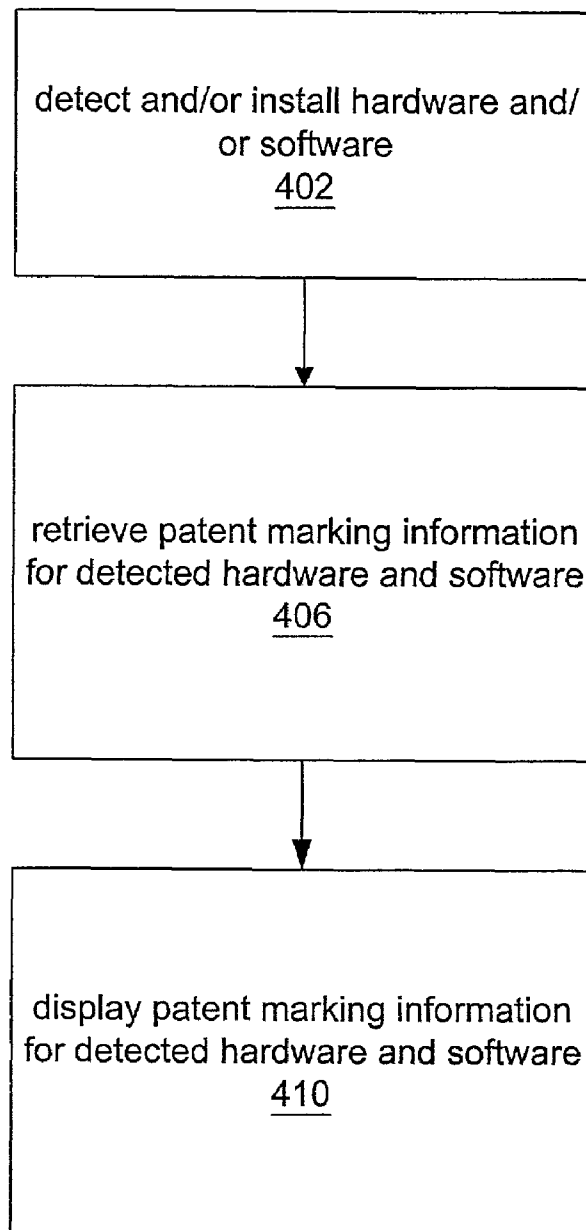 detect and/or install hardware and/
or software
402
retrieve patent marking information
for detected hardware and software
406
display patent marking information
for detected hardware and software
410